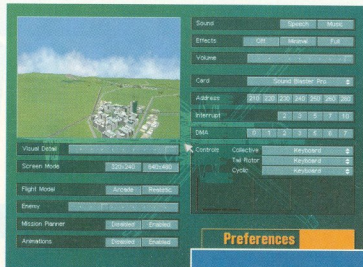 Sound Speech Music
Effects Off Minimal Full
Volume
Card Sound Blaster Pro
Address 210 220 230 240 250 260 280
Interrupt 2 3 5 7 10
DMA 0 1 2 3 5 6 7
Controls Collective Keyboard
Tail Rotor Keyboard
Cyclic Keyboard
Visual Detail
Screen Mode 320x240 640x480
Flight Model Arcade Realistic
Enemy
Mission Planner Disabled Enabled
Animations Disabled Enabled
Preferences